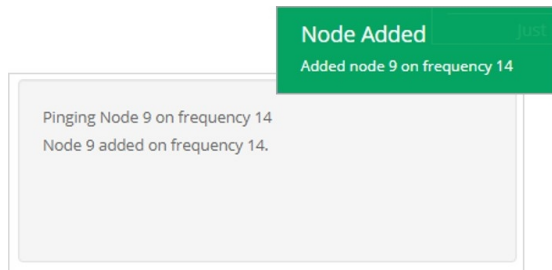 Node Added
Just
Added node 9 on frequency 14
Pinging Node 9 on frequency 14
Node 9 added on frequency 14.